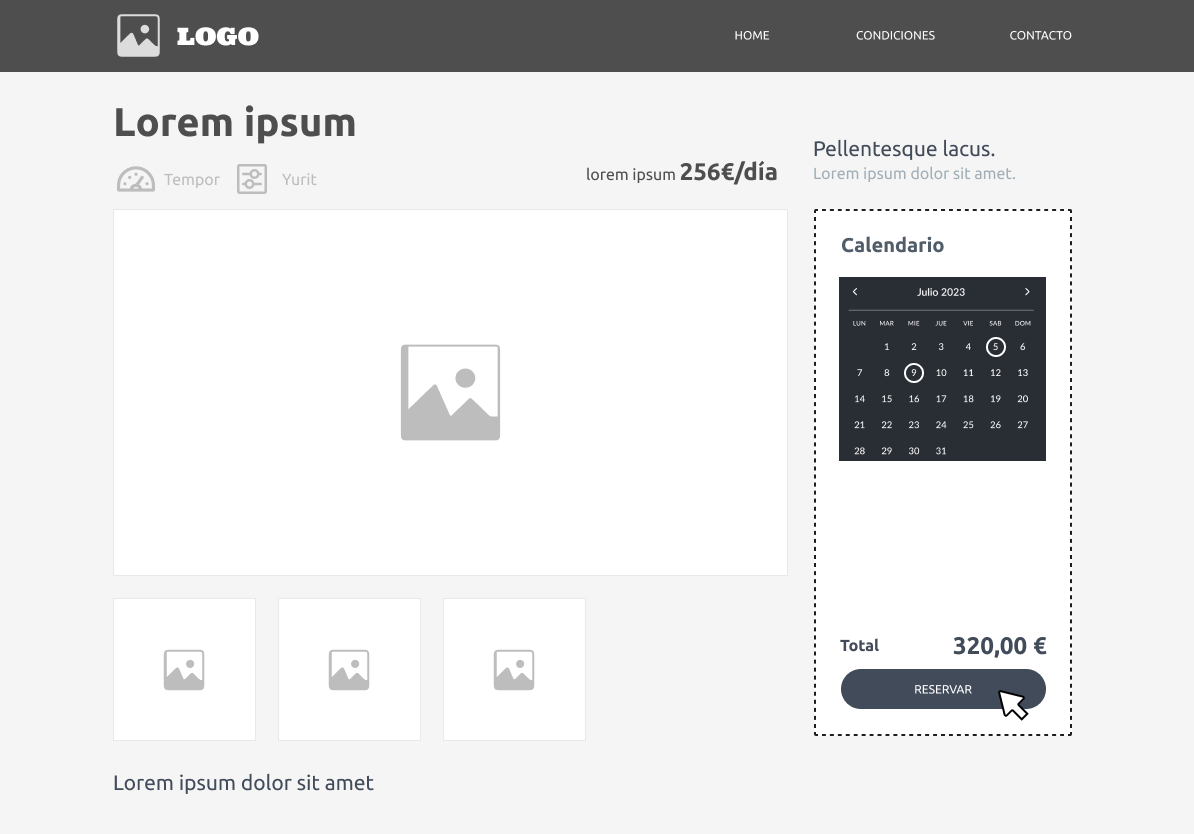 LOGO
HOME CONDICIONES CONTACTO
Lorem ipsum
Tempor Yurit
lorem ipsum 256€/día
Pellentesque lacus.
Lorem ipsum dolor sit amet.
Calendario
< Julio 2023 >
LUN MAR MIE JUE VIE SAB DOM
1 2 3 4 5 6
7 8 9 10 11 12 13
14 15 16 17 18 19 20
21 22 23 24 25 26 27
28 29 30 31
Total 320,00 €
RESERVAR
Lorem ipsum dolor sit amet